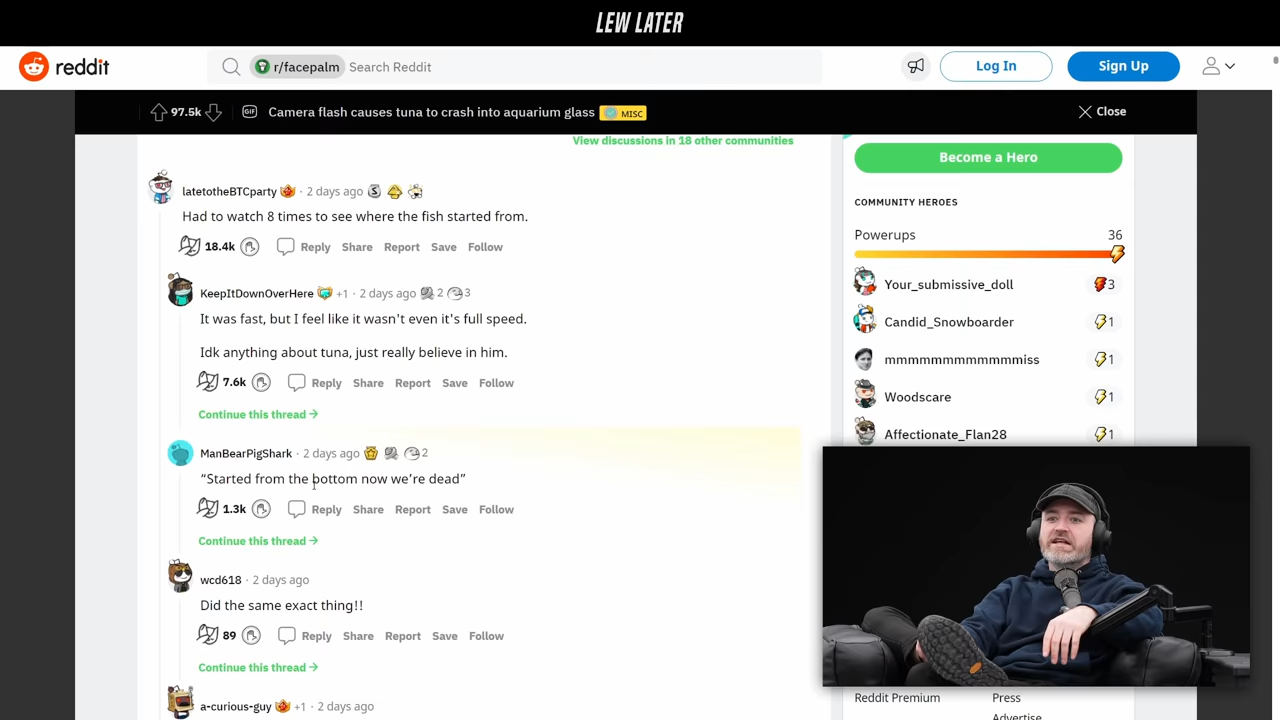 LEW LATER
reddit
r/facepalm
Search Reddit
Log In
Sign Up
97.5k
GIF
Camera flash causes tuna to crash into aquarium glass
MISC
Close
View discussions in 18 other communities
latetotheBTCparty · 2 days ago
Had to watch 8 times to see where the fish started from.
18.4k Reply Share Report Save Follow
KeepItDownOverHere +1 · 2 days ago 2 3
It was fast, but I feel like it wasn't even it's full speed.
Idk anything about tuna, just really believe in him.
7.6k Reply Share Report Save Follow
Continue this thread →
ManBearPigShark · 2 days ago 2
“Started from the bottom now we’re dead”
1.3k Reply Share Report Save Follow
Continue this thread →
wcd618 · 2 days ago
Did the same exact thing!!
89 Reply Share Report Save Follow
Continue this thread →
a-curious-guy +1 · 2 days ago
Become a Hero
COMMUNITY HEROES
Powerups 36
Your_submissive_doll 3
Candid_Snowboarder 1
mmmmmmmmmmmmiss 1
Woodscare 1
Affectionate_Flan28 1
Reddit Premium
Press
Advertise